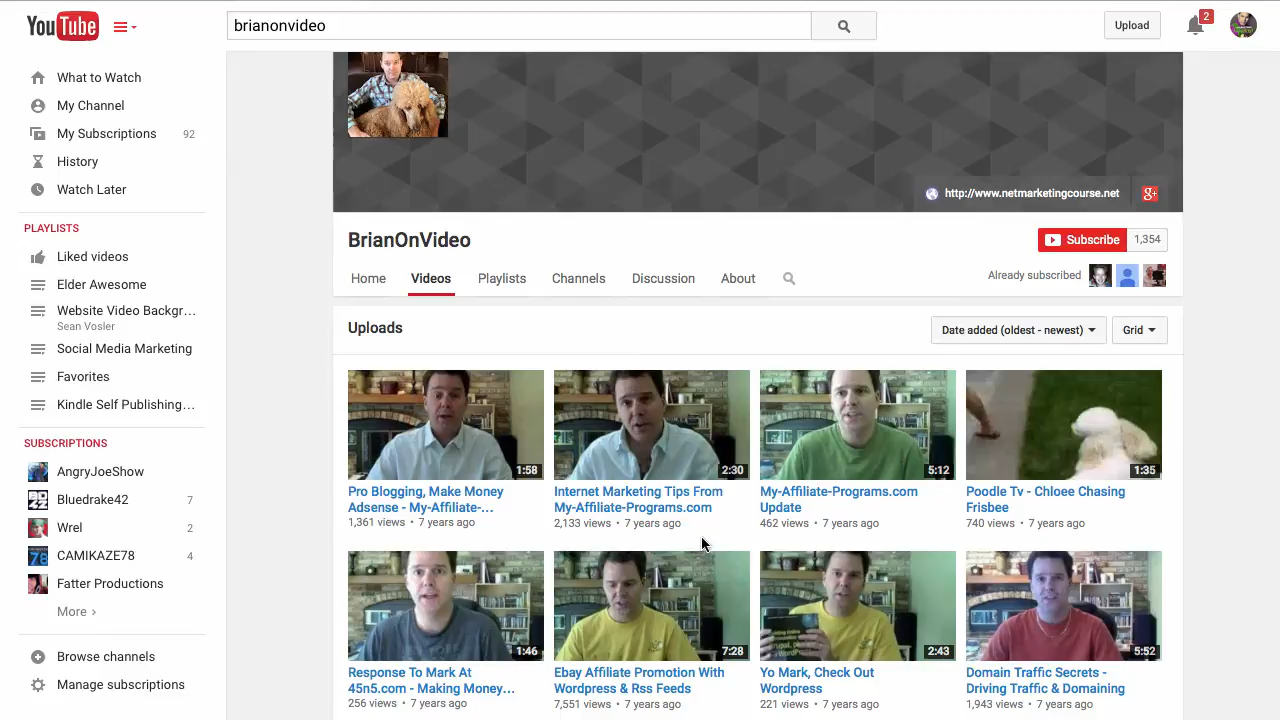 YouTube
brianonvideo
Upload
2
What to Watch
My Channel
My Subscriptions 92
History
Watch Later
PLAYLISTS
Liked videos
Elder Awesome
Website Video Backgr...
Sean Vosler
Social Media Marketing
Favorites
Kindle Self Publishing...
SUBSCRIPTIONS
AngryJoeShow
Bluedrake42 7
Wrel 2
CAMIKAZE78 4
Fatter Productions
More >
Browse channels
Manage subscriptions
http://www.netmarketingcourse.net
g+
BrianOnVideo
Subscribe 1,354
Home Videos Playlists Channels Discussion About
Already subscribed
Uploads
Date added (oldest - newest) Grid
1:58 2:30 5:12 1:35
Pro Blogging, Make Money
Adsense - My-Affiliate-...
1,361 views • 7 years ago
Internet Marketing Tips From
My-Affiliate-Programs.com
2,133 views • 7 years ago
My-Affiliate-Programs.com
Update
462 views • 7 years ago
Poodle Tv - Chloee Chasing
Frisbee
740 views • 7 years ago
1:46 7:28 2:43 5:52
Response To Mark At
45n5.com - Making Money...
256 views • 7 years ago
Ebay Affiliate Promotion With
Wordpress & Rss Feeds
7,551 views • 7 years ago
Yo Mark, Check Out
Wordpress
221 views • 7 years ago
Domain Traffic Secrets -
Driving Traffic & Domaining
1,943 views • 7 years ago